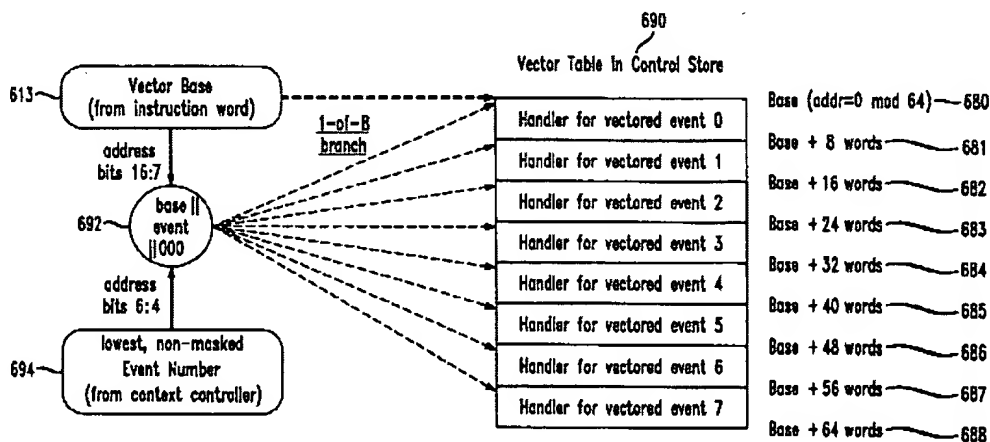 690
Vector Table In Control Store
613
Vector Base
(from instruction word)
address
bits 16:7
1-of-8
branch
692
base ||
event
|| 000
address
bits 6:4
694
lowest, non-masked
Event Number
(from context controller)
Handler for vectored event 0
Handler for vectored event 1
Handler for vectored event 2
Handler for vectored event 3
Handler for vectored event 4
Handler for vectored event 5
Handler for vectored event 6
Handler for vectored event 7
Base (addr=0 mod 64) 680
Base + 8 words 681
Base + 16 words 682
Base + 24 words 683
Base + 32 words 684
Base + 40 words 685
Base + 48 words 686
Base + 56 words 687
Base + 64 words 688